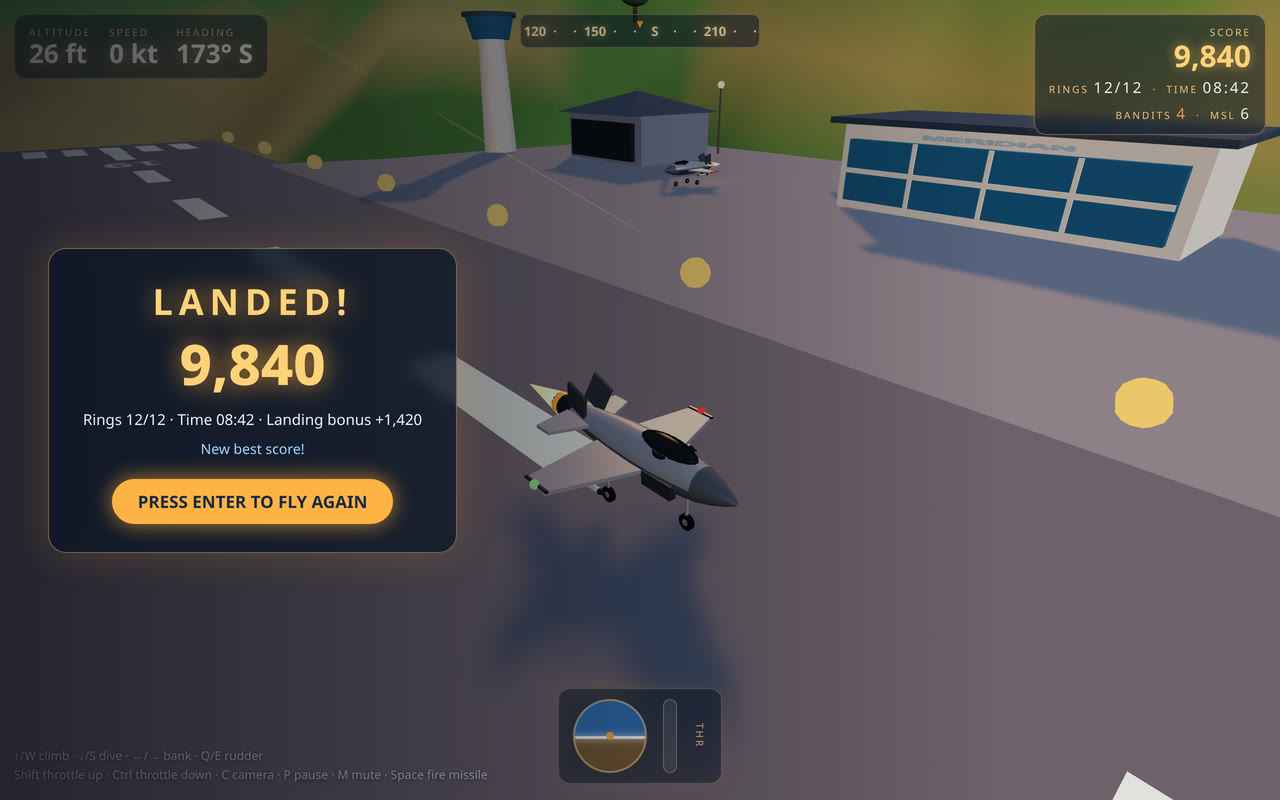 ALTITUDE SPEED HEADING
26 ft 0 kt 173° S
120 · · 150 · · S · · 210 · ·
SCORE
9,840
RINGS 12/12 · TIME 08:42
BANDITS 4 · MSL 6
MERIDIAN
LANDED!
9,840
Rings 12/12 · Time 08:42 · Landing bonus +1,420
New best score!
PRESS ENTER TO FLY AGAIN
THR
↑/W climb · ↓/S dive · ←/→ bank · Q/E rudder
Shift throttle up · Ctrl throttle down · C camera · P pause · M mute · Space fire missile